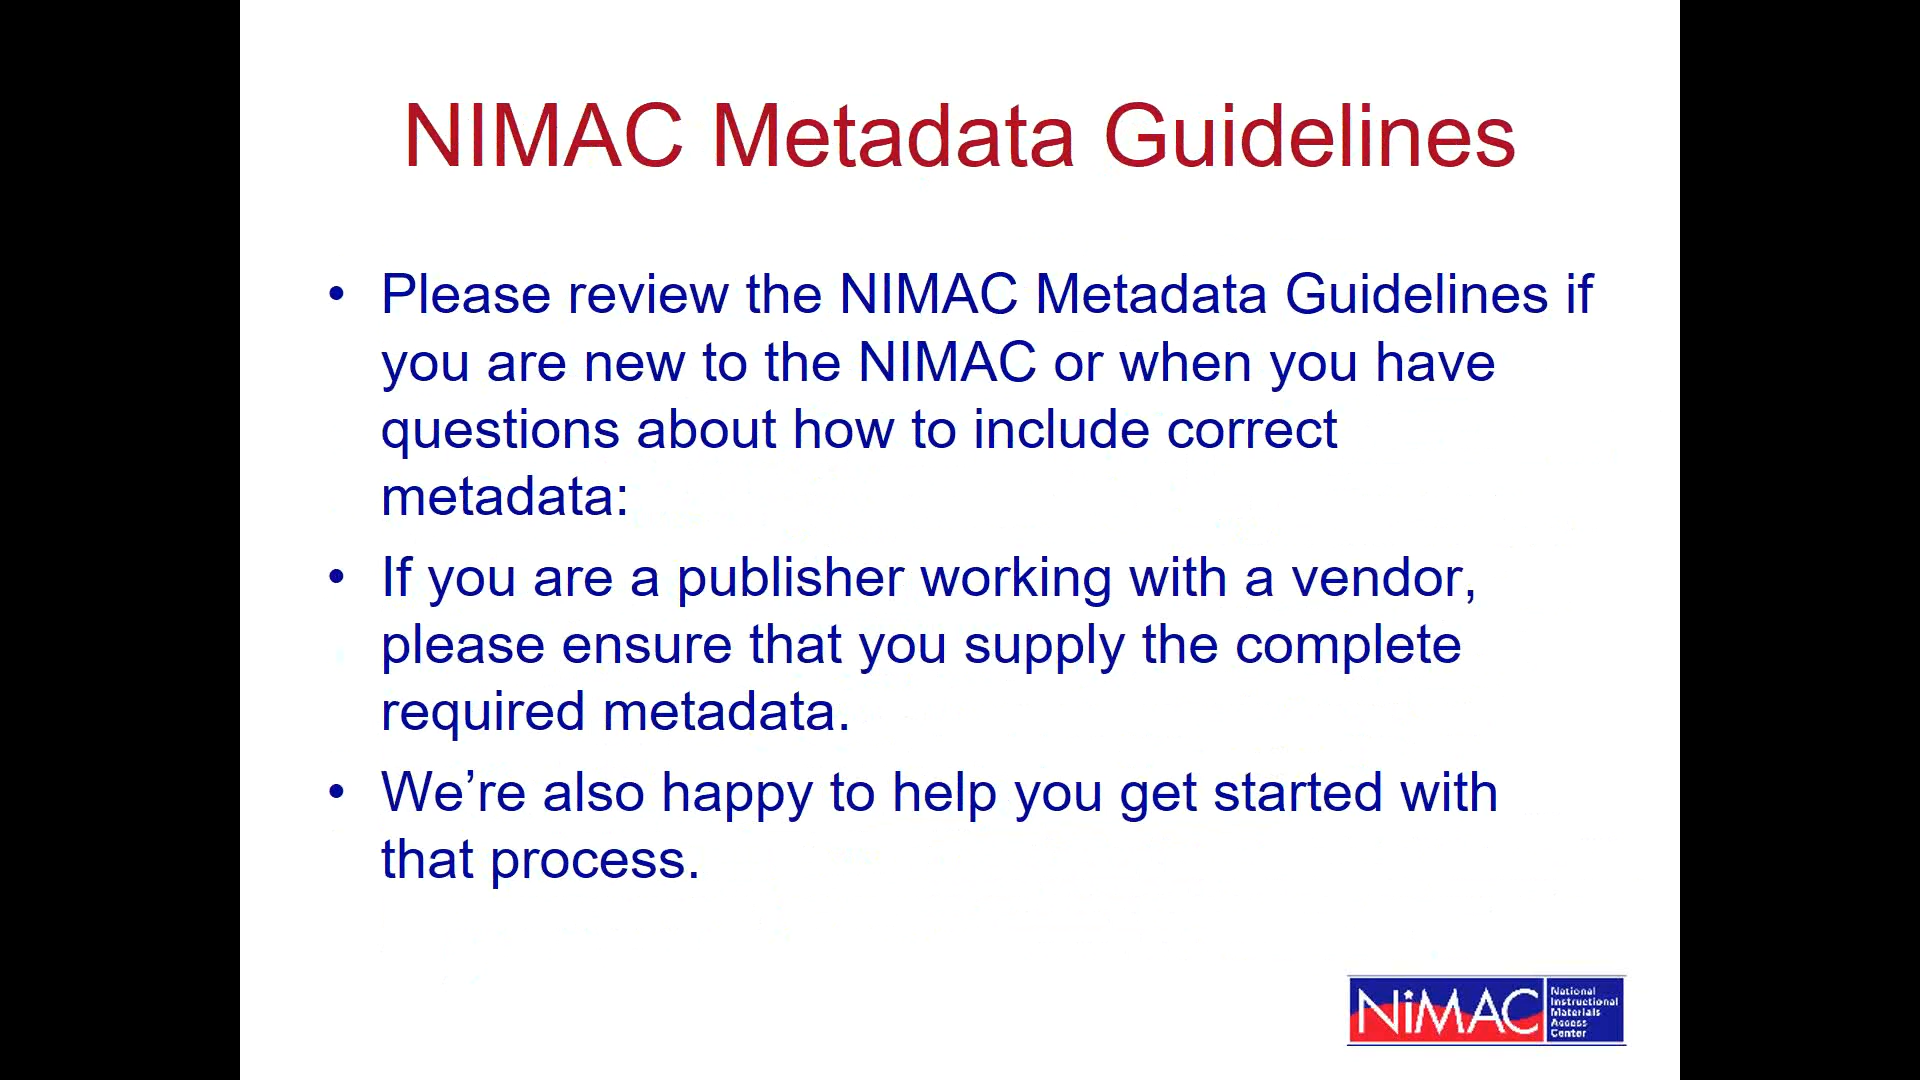 NIMAC Metadata Guidelines
• Please review the NIMAC Metadata Guidelines if
you are new to the NIMAC or when you have
questions about how to include correct
metadata:
• If you are a publisher working with a vendor,
please ensure that you supply the complete
required metadata.
• We’re also happy to help you get started with
that process.
NiMAC
National
Instructional
Materials
Access
Center